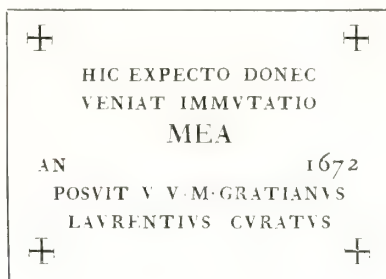 HIC EXPECTO DONEC
VENIAT IMMVTATIO
MEA
AN 1672
POSVIT V V·M·GRATIANVS
LAVRENTIVS CVRATVS